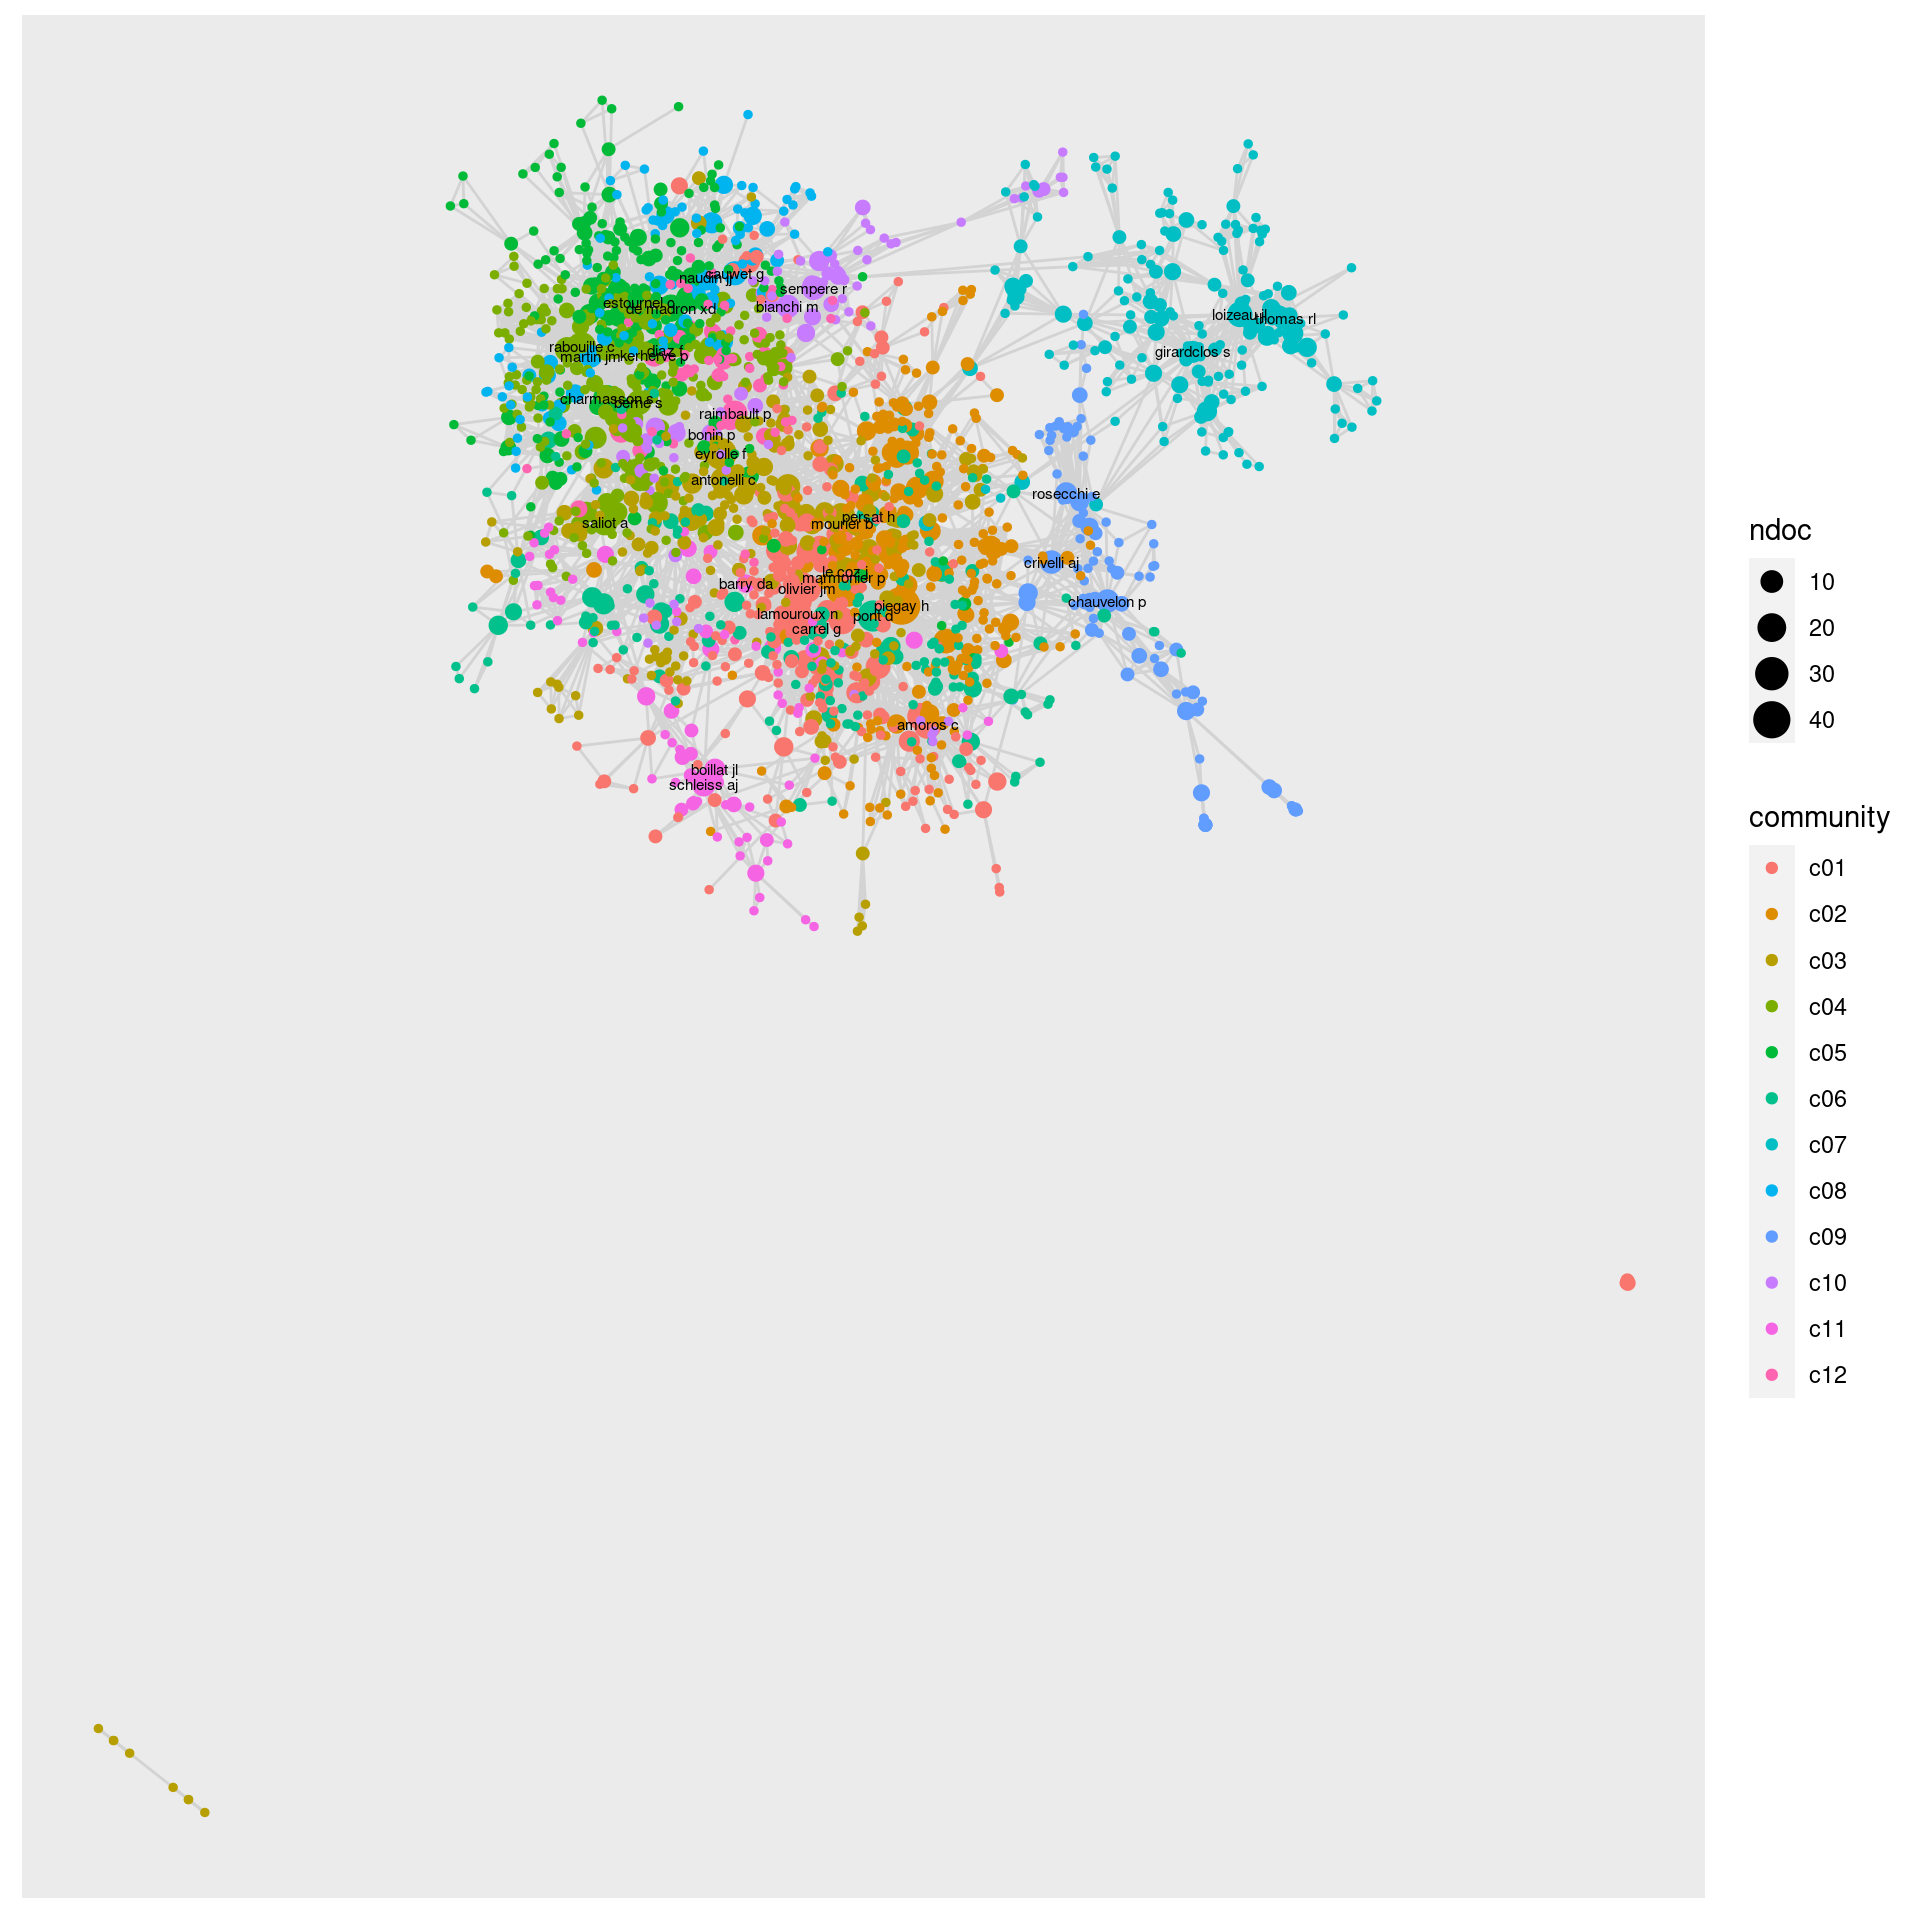 cauwet g
naudin jj
sempere r
estournel c
bianchi m
de madron xd
loizeau jl
thomas rl
rabouille c
diaz f
girardclos s
martin jm
kerherve p
charmasson s
berne s
raimbault p
bonin p
eyrolle f
antonelli c
rosecchi e
persat h
saliot a
mourier b
crivelli aj
le coz j
marmonier p
barry da
olivier jm
chauvelon p
piegay h
lamouroux n
pont d
carrel g
amoros c
boillat jl
schleiss aj
ndoc
10
20
30
40
community
c01
c02
c03
c04
c05
c06
c07
c08
c09
c10
c11
c12